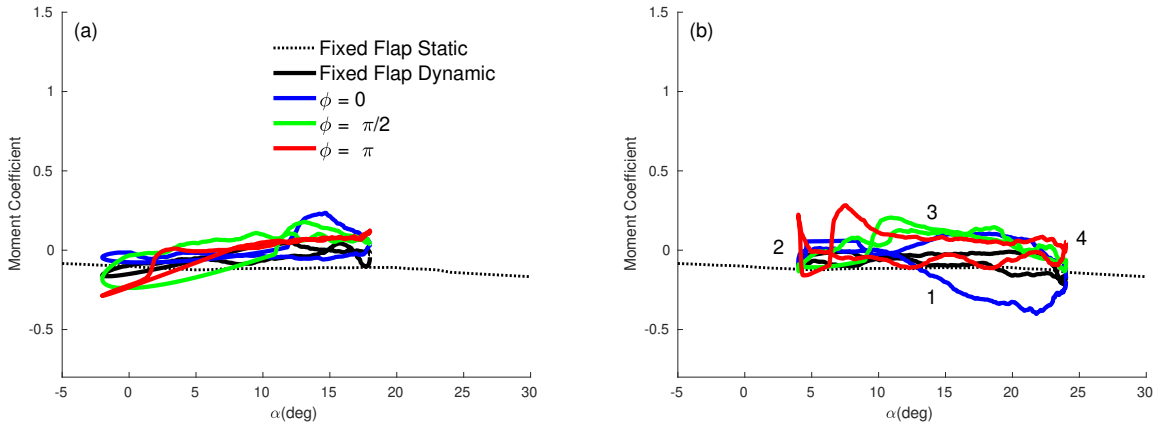 (a)
Fixed Flap Static
Fixed Flap Dynamic
ϕ = 0
ϕ = π/2
ϕ = π
1.5
1
0.5
0
-0.5
Moment Coefficient
-5 0 5 10 15 20 25 30
α(deg)
(b)
1.5
1
0.5
0
-0.5
Moment Coefficient
3
2
4
1
-5 0 5 10 15 20 25 30
α(deg)